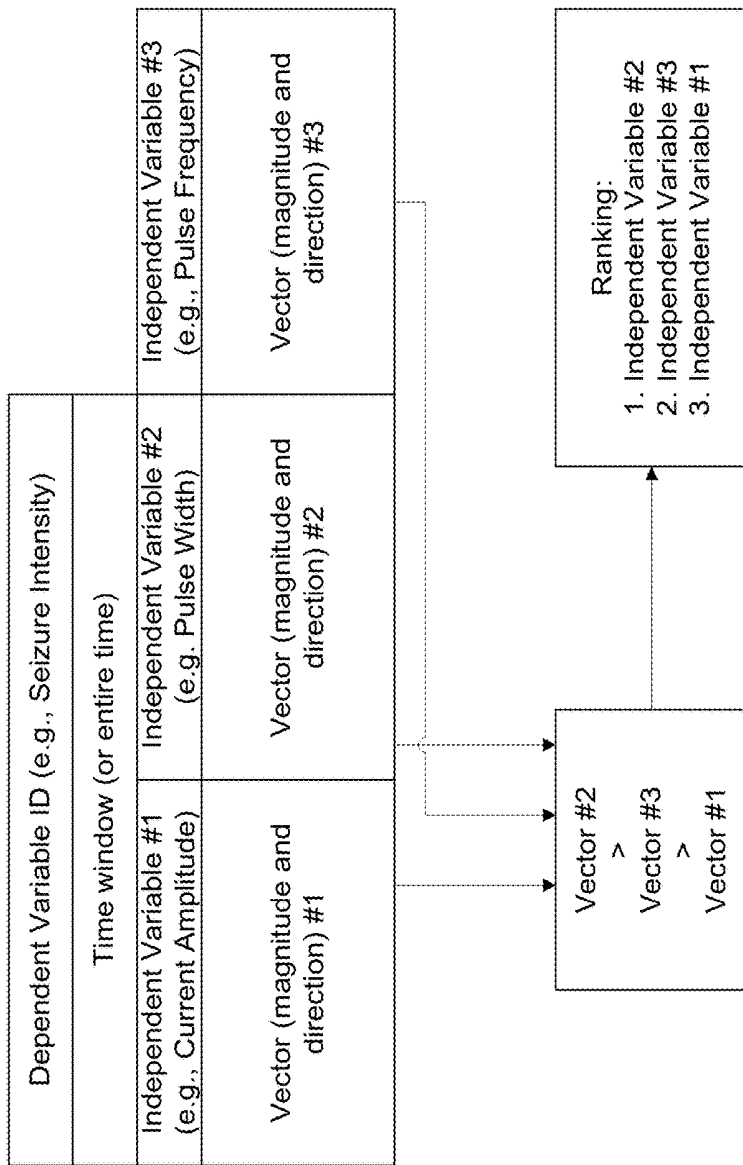 Dependent Variable ID (e.g., Seizure Intensity)
Time window (or entire time)
Independent Variable #1
(e.g., Current Amplitude)
Independent Variable #2
(e.g. Pulse Width)
Independent Variable #3
(e.g., Pulse Frequency)
Vector (magnitude and
direction) #1
Vector (magnitude and
direction) #2
Vector (magnitude and
direction) #3
Vector #2
>
Vector #3
>
Vector #1
Ranking:
1. Independent Variable #2
2. Independent Variable #3
3. Independent Variable #1